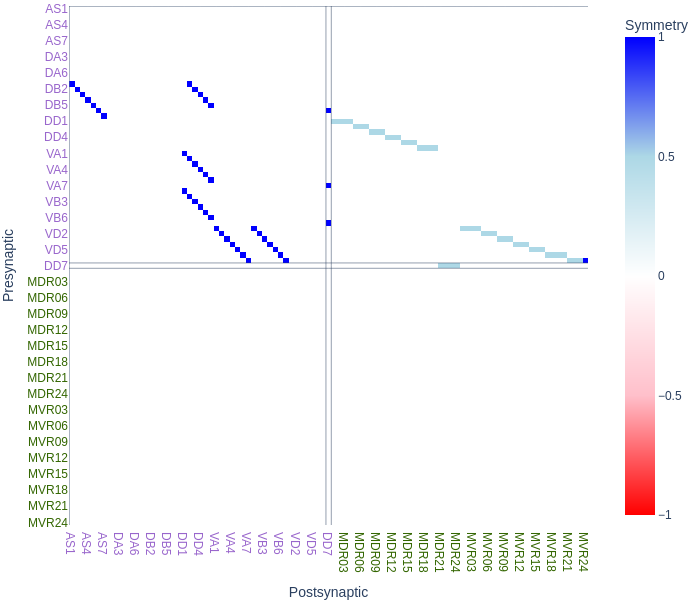 Symmetry
1
0.5
0
−0.5
−1
Presynaptic
AS1
AS4
AS7
DA3
DA6
DB2
DB5
DD1
DD4
VA1
VA4
VA7
VB3
VB6
VD2
VD5
DD7
MDR03
MDR06
MDR09
MDR12
MDR15
MDR18
MDR21
MDR24
MVR03
MVR06
MVR09
MVR12
MVR15
MVR18
MVR21
MVR24
AS1
AS4
AS7
DA3
DA6
DB2
DB5
DD1
DD4
VA1
VA4
VA7
VB3
VB6
VD2
VD5
DD7
MDR03
MDR06
MDR09
MDR12
MDR15
MDR18
MDR21
MDR24
MVR03
MVR06
MVR09
MVR12
MVR15
MVR18
MVR21
MVR24
Postsynaptic